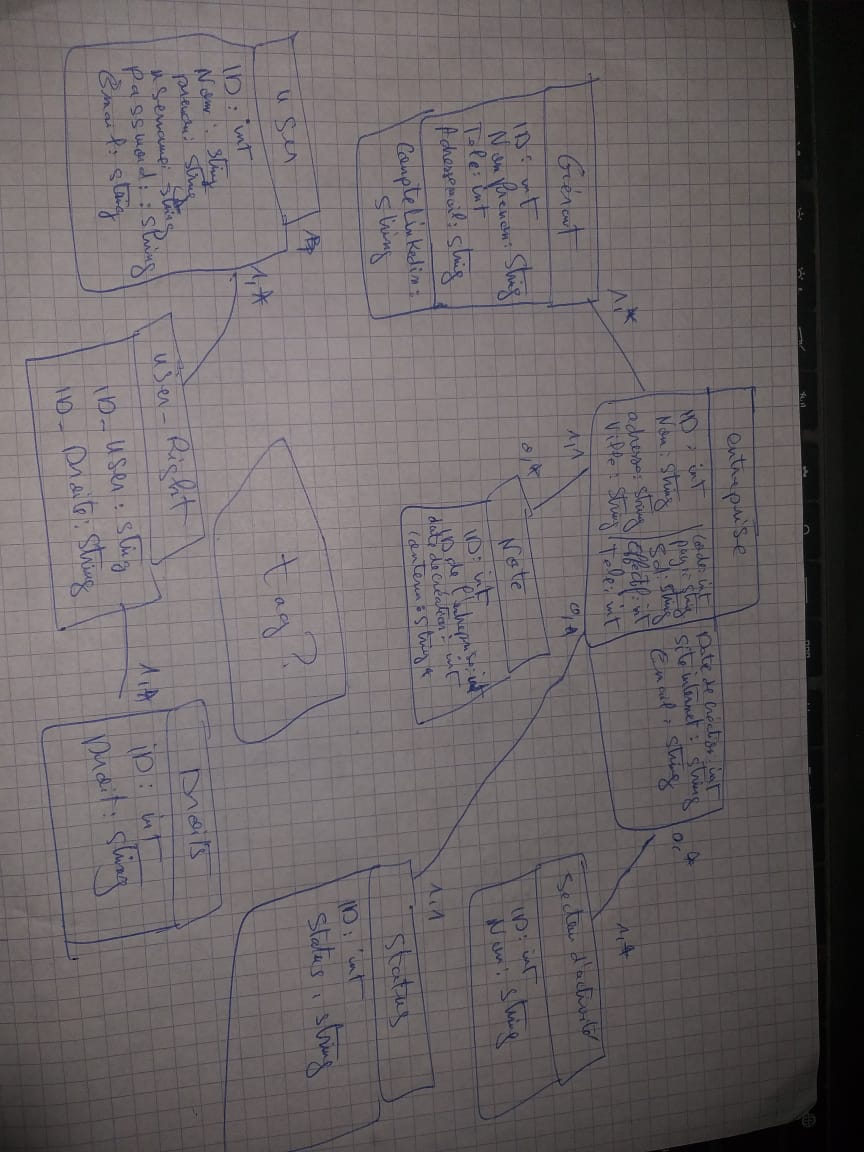 entreprise
ID : int
Nom : string
adresse : string
Ville : string
code : int
pays : string
Sd : string
Effectif : int
Tele : int
Date de création : int
Site internet : string
Email : string
0,*
1,*
Secteur d'activité
ID : int
Nom : string
1,*
Gérant
ID : int
Nom Prenom : String
Tele : int
Adressemail : string
Compte Linkedin :
string
1,1
0,*
0,*
Note
ID : int
ID de l'entreprise : int
date de création : int
contenu : string
1,1
Status
ID : int
Status : string
tag ?
user
ID : int
Nom : string
prenom : string
username : string
password : string
Email : string
1,*
user-Right
ID_user : string
ID_Droits : String
1,*
Droits
ID : int
Droit : string